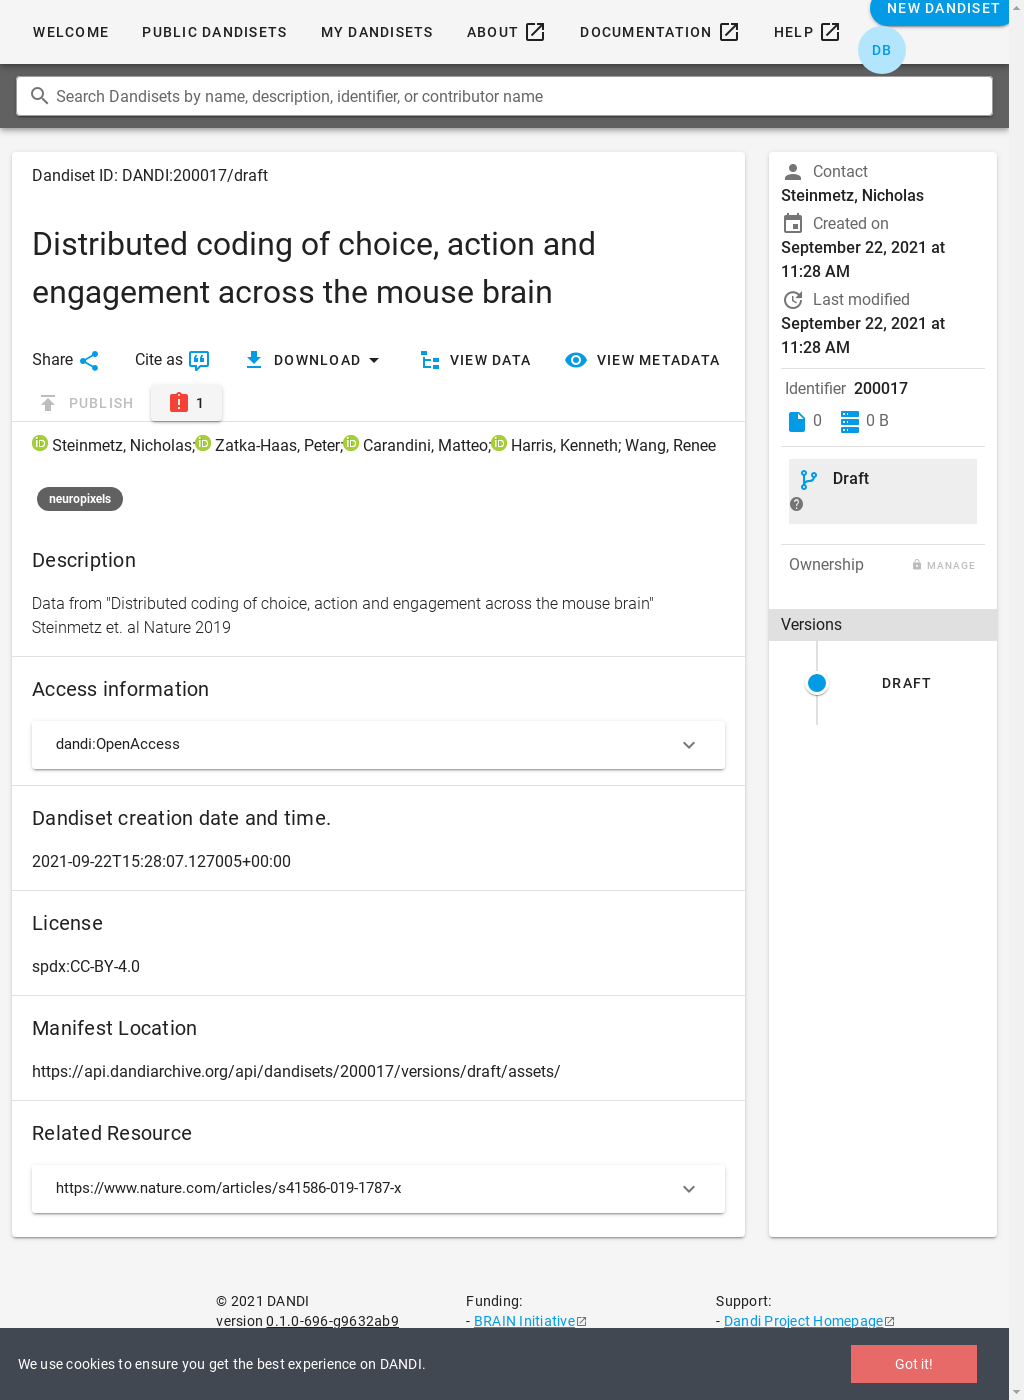 NEW DANDISET
WELCOME PUBLIC DANDISETS MY DANDISETS ABOUT DOCUMENTATION HELP
DB
Search Dandisets by name, description, identifier, or contributor name
Dandiset ID: DANDI:200017/draft
Distributed coding of choice, action and
engagement across the mouse brain
Share Cite as DOWNLOAD VIEW DATA VIEW METADATA
PUBLISH 1
iD Steinmetz, Nicholas; iD Zatka-Haas, Peter; iD Carandini, Matteo; iD Harris, Kenneth; Wang, Renee
neuropixels
Description
Data from "Distributed coding of choice, action and engagement across the mouse brain"
Steinmetz et. al Nature 2019
Access information
dandi:OpenAccess
Dandiset creation date and time.
2021-09-22T15:28:07.127005+00:00
License
spdx:CC-BY-4.0
Manifest Location
https://api.dandiarchive.org/api/dandisets/200017/versions/draft/assets/
Related Resource
https://www.nature.com/articles/s41586-019-1787-x
Contact
Steinmetz, Nicholas
Created on
September 22, 2021 at
11:28 AM
Last modified
September 22, 2021 at
11:28 AM
Identifier 200017
0 0 B
Draft
Ownership MANAGE
Versions
DRAFT
© 2021 DANDI
version 0.1.0-696-g9632ab9
Funding:
- BRAIN Initiative
Support:
- Dandi Project Homepage
We use cookies to ensure you get the best experience on DANDI.
Got it!